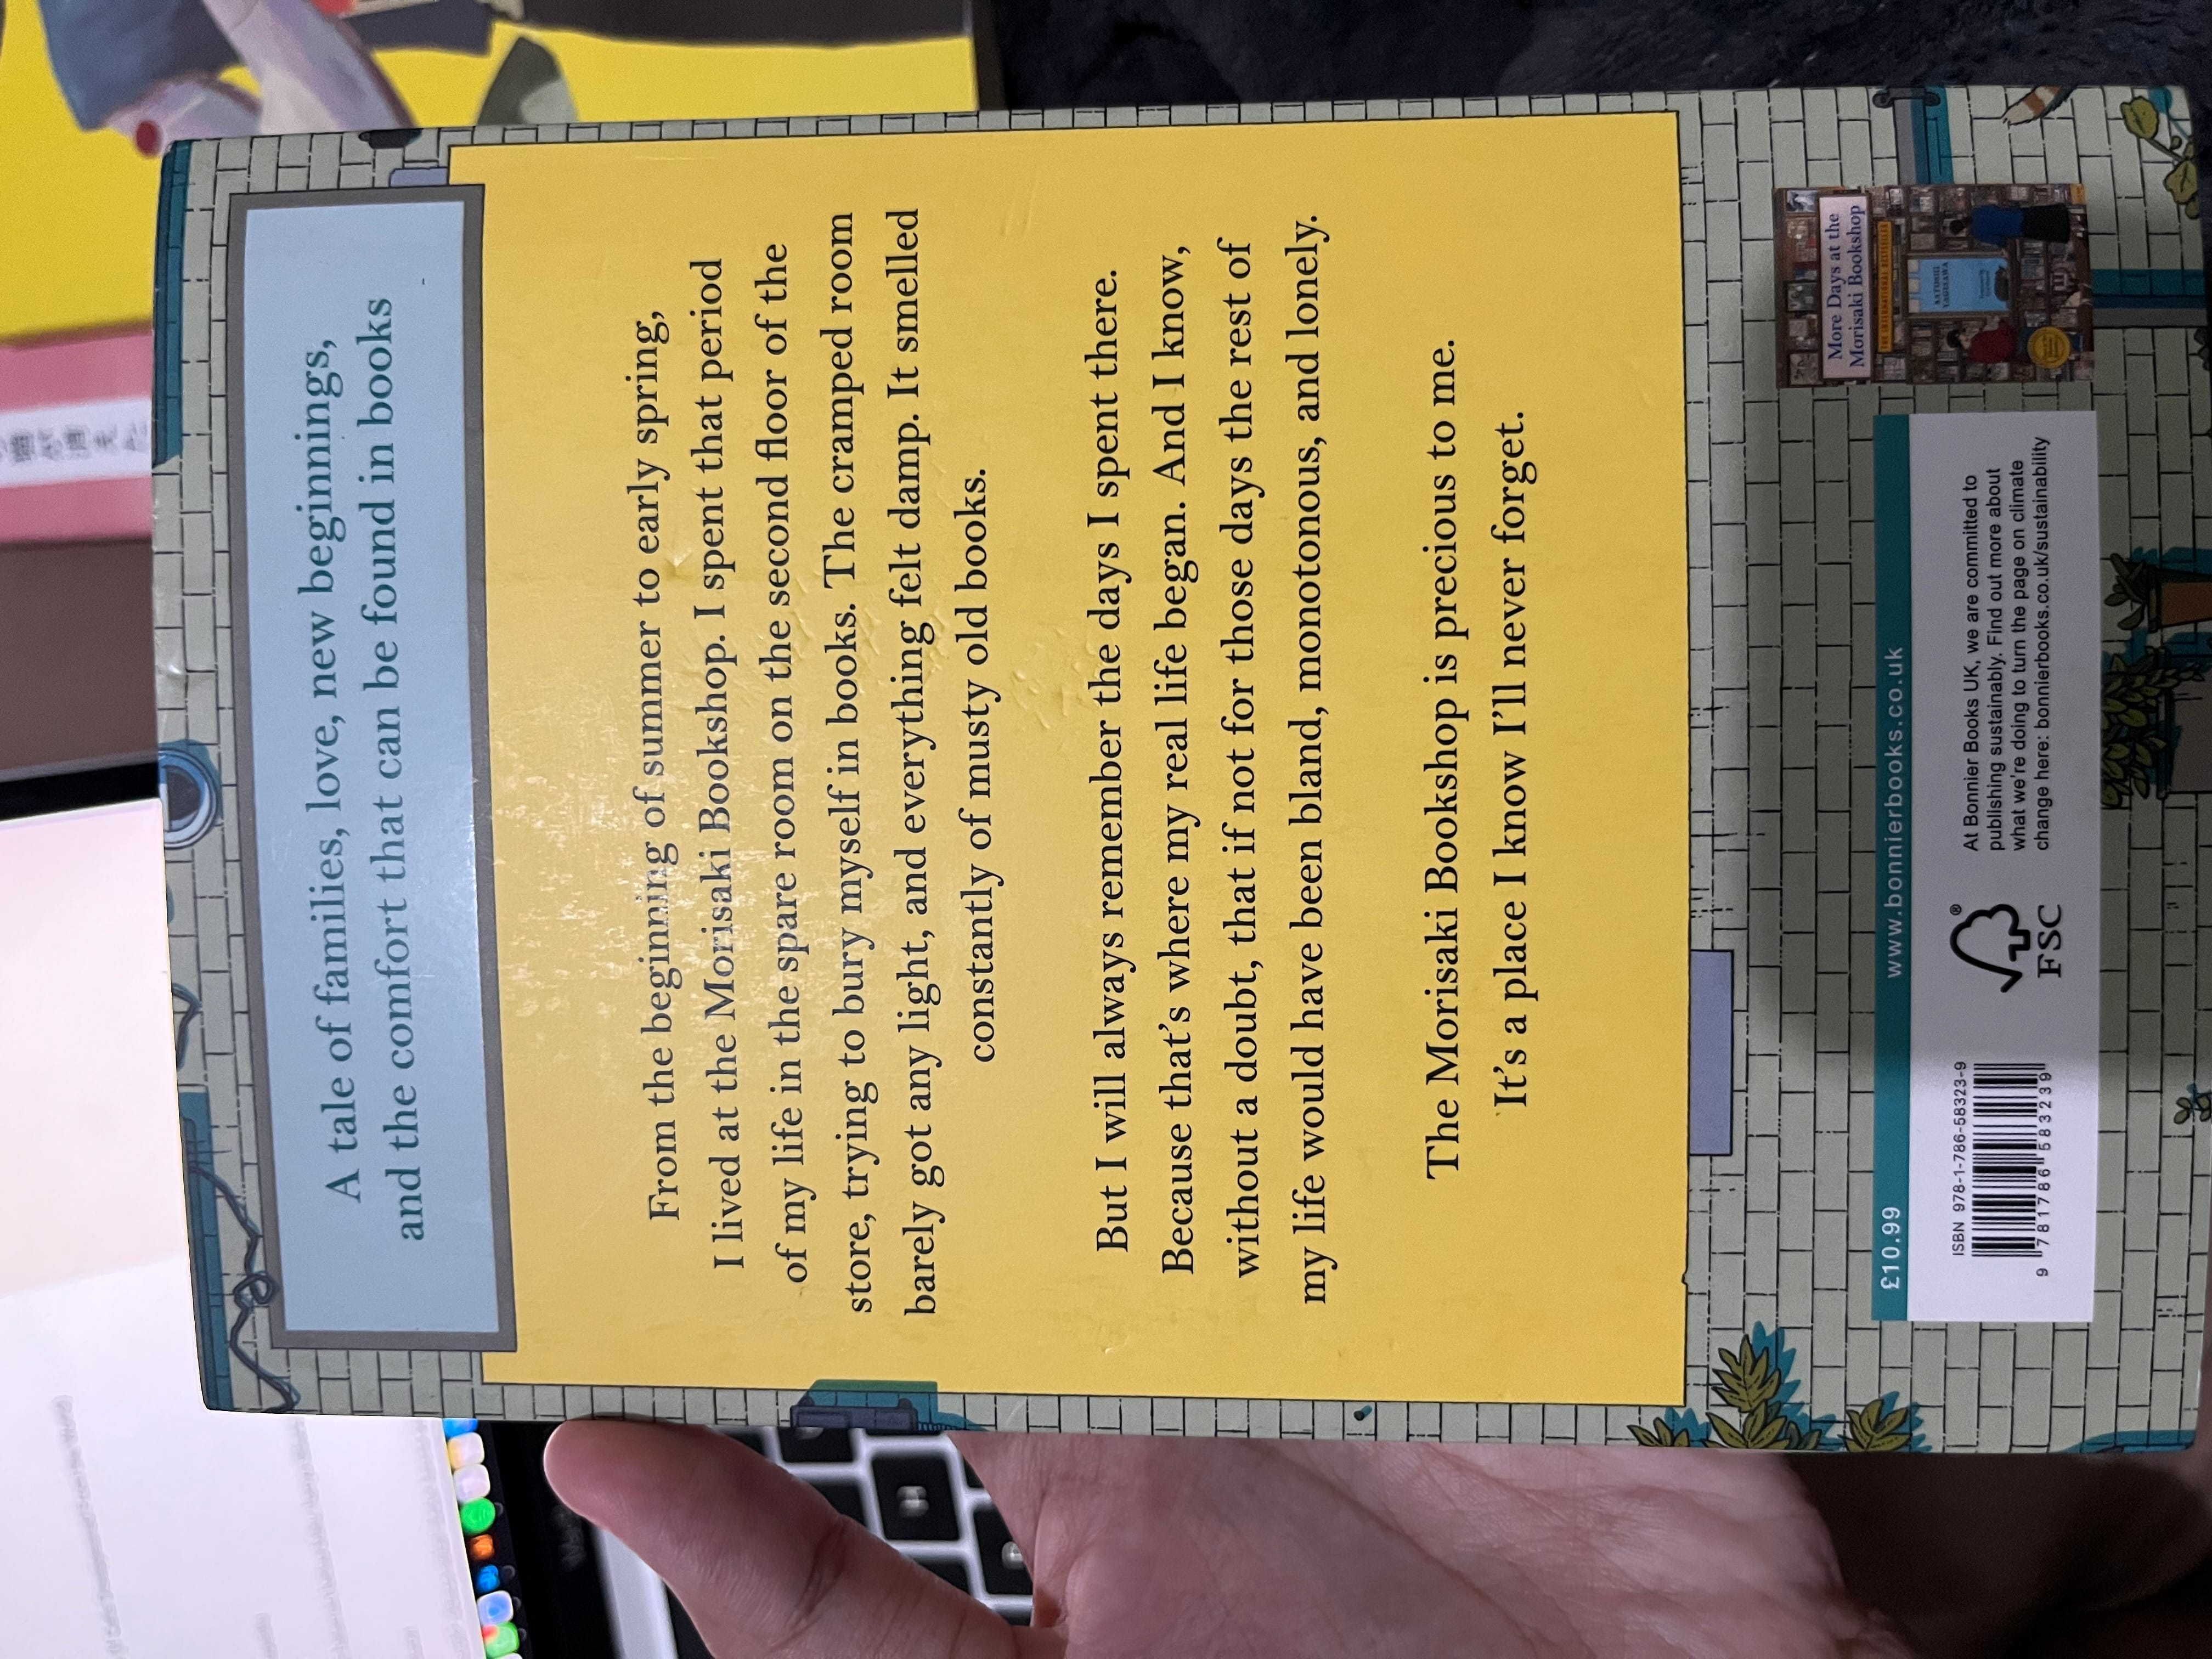 A tale of families, love, new beginnings,
and the comfort that can be found in books
From the beginning of summer to early spring,
I lived at the Morisaki Bookshop. I spent that period
of my life in the spare room on the second floor of the
store, trying to bury myself in books. The cramped room
barely got any light, and everything felt damp. It smelled
constantly of musty old books.
But I will always remember the days I spent there.
Because that's where my real life began. And I know,
without a doubt, that if not for those days the rest of
my life would have been bland, monotonous, and lonely.
The Morisaki Bookshop is precious to me.
It's a place I know I'll never forget.
£10.99
www.bonnierbooks.co.uk
ISBN 978-1-786-58323-9
9 781786 583239
®
FSC
At Bonnier Books UK, we are committed to
publishing sustainably. Find out more about
what we're doing to turn the page on climate
change here: bonnierbooks.co.uk/sustainability
More Days at the
Morisaki Bookshop
THE INTERNATIONAL BESTSELLER
SATOSHI
YAGISAWA